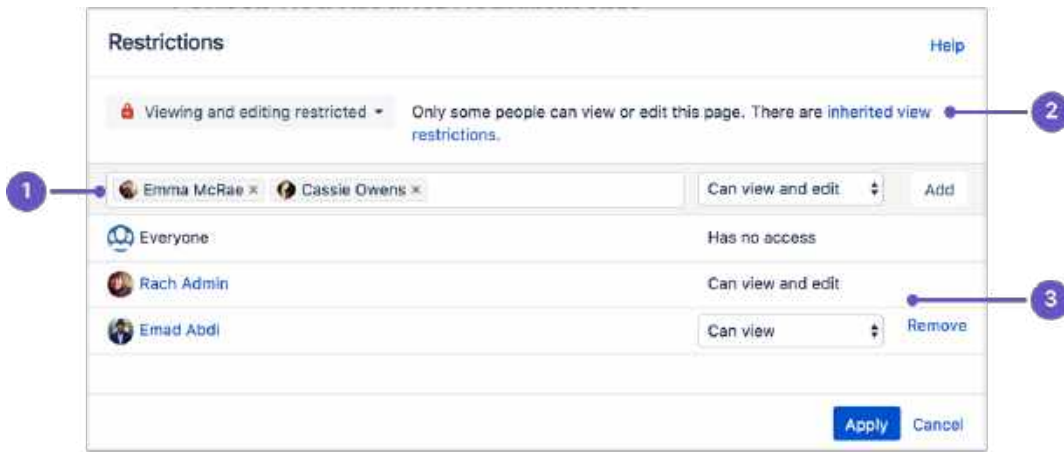 Restrictions
Help
Viewing and editing restricted
Only some people can view or edit this page. There are inherited view
restrictions.
2
1
Emma McRae × Cassie Owens ×
Can view and edit
Add
Everyone
Has no access
Rach Admin
Can view and edit
3
Emad Abdi
Can view
Remove
Apply
Cancel